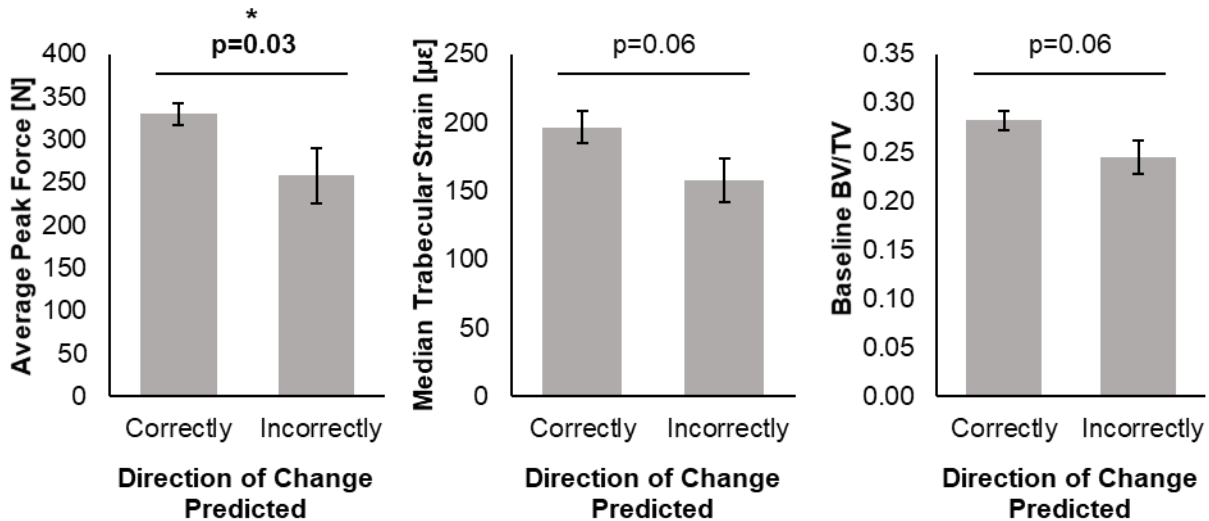 *
p=0.03
Average Peak Force [N]
400
350
300
250
200
150
100
50
0
Correctly Incorrectly
Direction of Change
Predicted
p=0.06
Median Trabecular Strain [με]
250
200
150
100
50
0
Correctly Incorrectly
Direction of Change
Predicted
p=0.06
Baseline BV/TV
0.35
0.30
0.25
0.20
0.15
0.10
0.05
0.00
Correctly Incorrectly
Direction of Change
Predicted